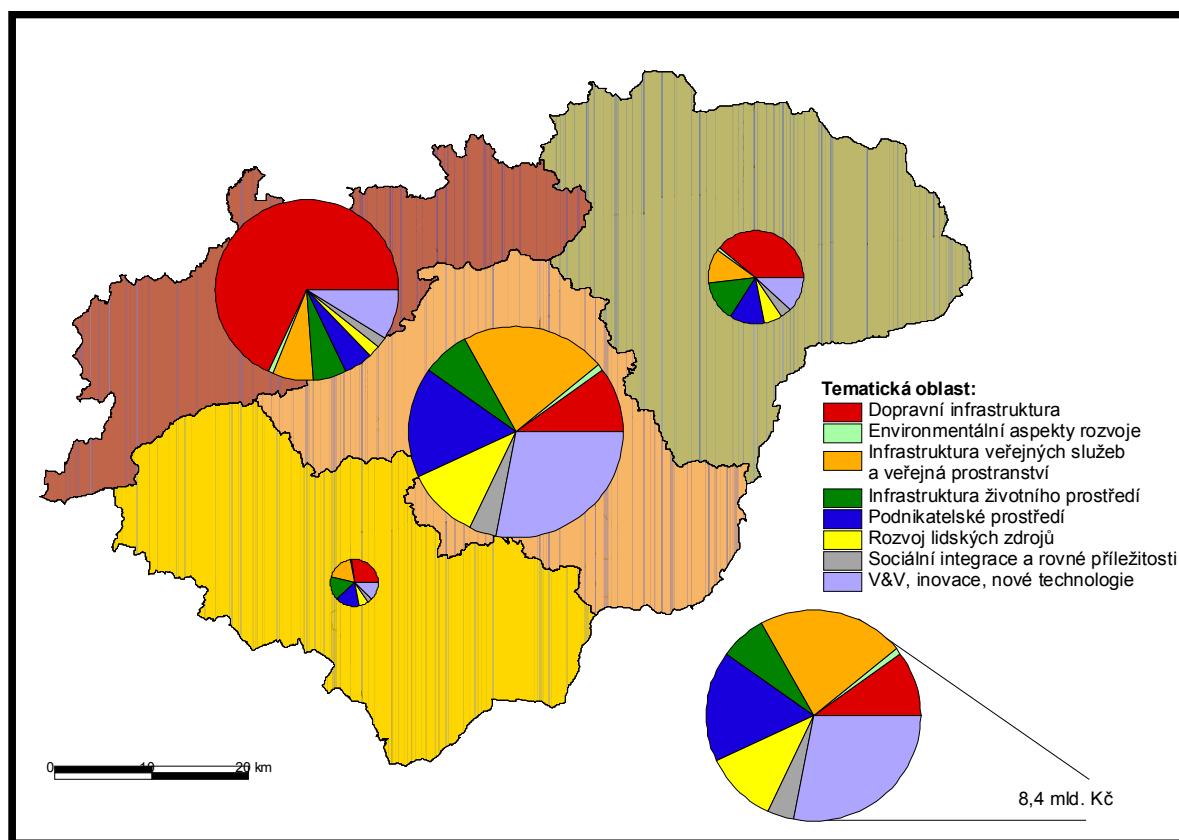 Tematická oblast:
Dopravní infrastruktura
Environmentální aspekty rozvoje
Infrastruktura veřejných služeb
a veřejná prostranství
Infrastruktura životního prostředí
Podnikatelské prostředí
Rozvoj lidských zdrojů
Sociální integrace a rovné příležitosti
V&V, inovace, nové technologie
0 10 20 km
8,4 mld. Kč